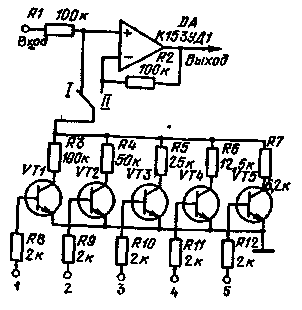 R1 100к
DA
К153УД1
Вход
R2
Выход
100к
I
II
R3
100к
R4
50к
R5
25к
R6
12,5к
R7
6,2к
VT1
VT2
VT3
VT4
VT5
R8
2к
R9
2к
R10
2к
R11
2к
R12
2к
1 2 3 4 5